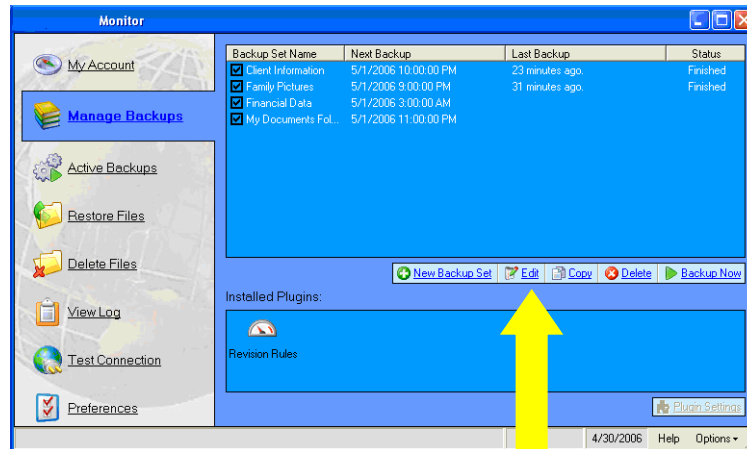 Monitor
My Account
Manage Backups
Active Backups
Restore Files
Delete Files
View Log
Test Connection
Preferences
Backup Set Name Next Backup Last Backup Status
Client Information 5/1/2006 10:00:00 PM 23 minutes ago. Finished
Family Pictures 5/1/2006 9:00:00 PM 31 minutes ago. Finished
Financial Data 5/1/2006 3:00:00 AM
My Documents Fol... 5/1/2006 11:00:00 PM
New Backup Set Edit Copy Delete Backup Now
Installed Plugins:
Revision Rules
Plugin Settings
4/30/2006 Help Options